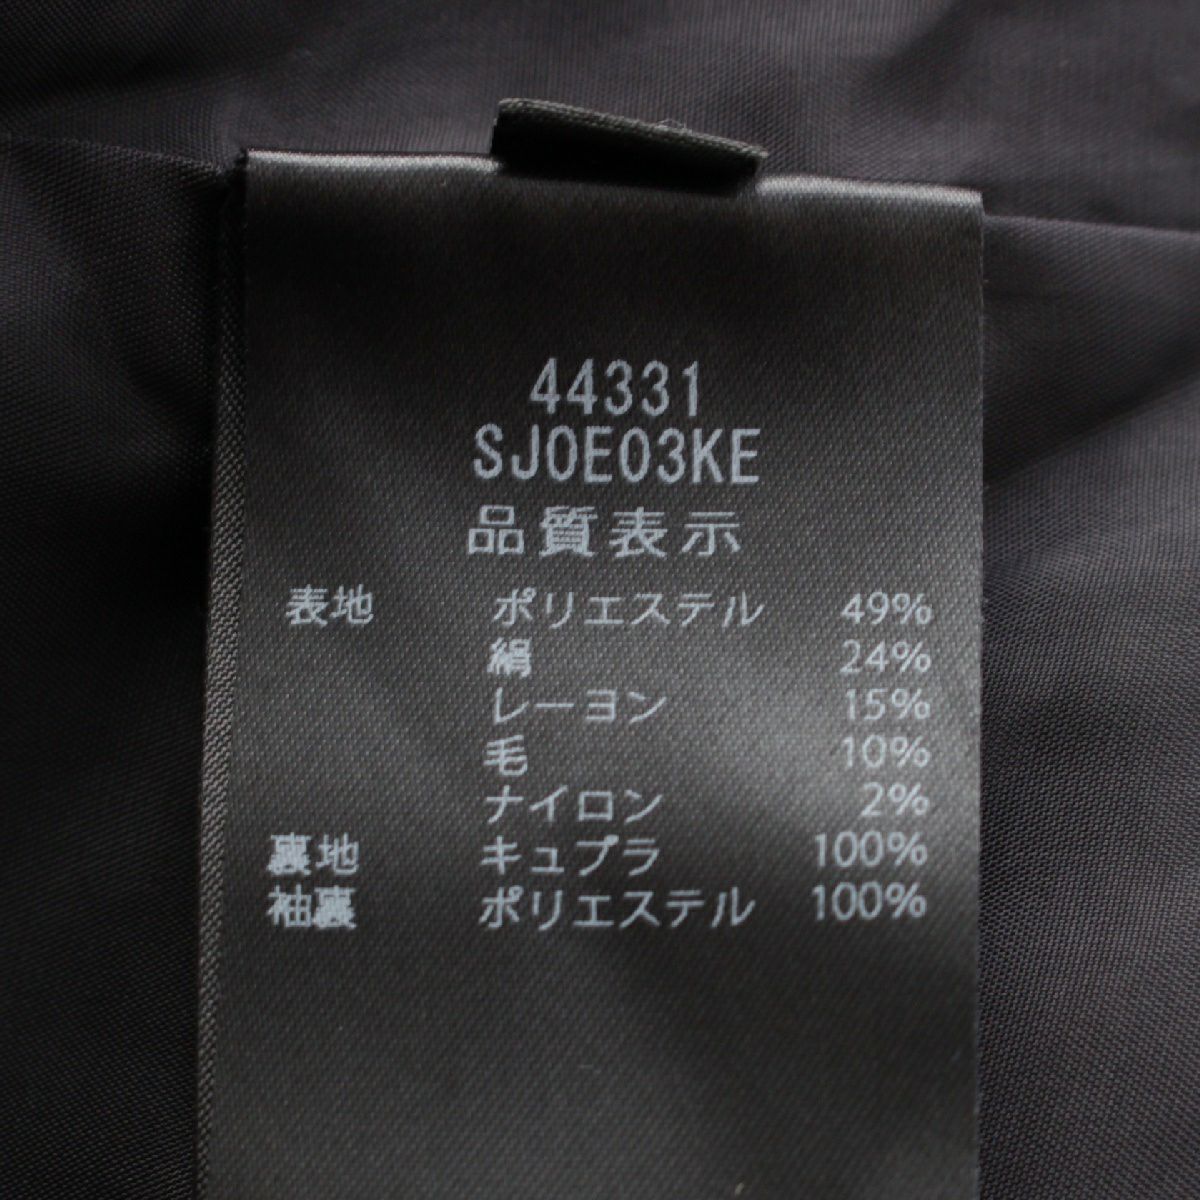 44331
SJ0E03KE
品質表示
表地 ポリエステル 49%
絹 24%
レーヨン 15%
毛 10%
ナイロン 2%
裏地 キュプラ 100%
袖裏 ポリエステル 100%